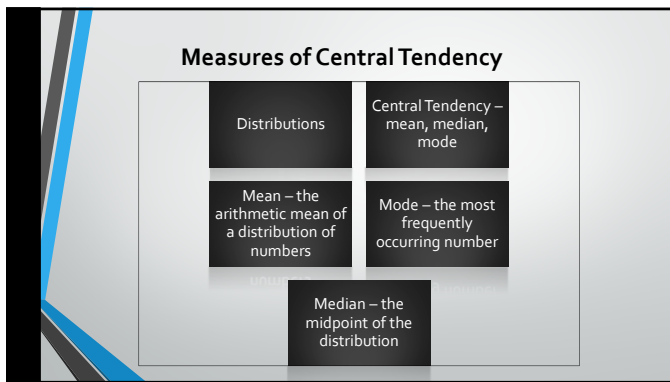 Measures of Central Tendency
Distributions
Central Tendency –
mean, median,
mode
Mean – the
arithmetic mean of
a distribution of
numbers
Mode – the most
frequently
occurring number
Median – the
midpoint of the
distribution